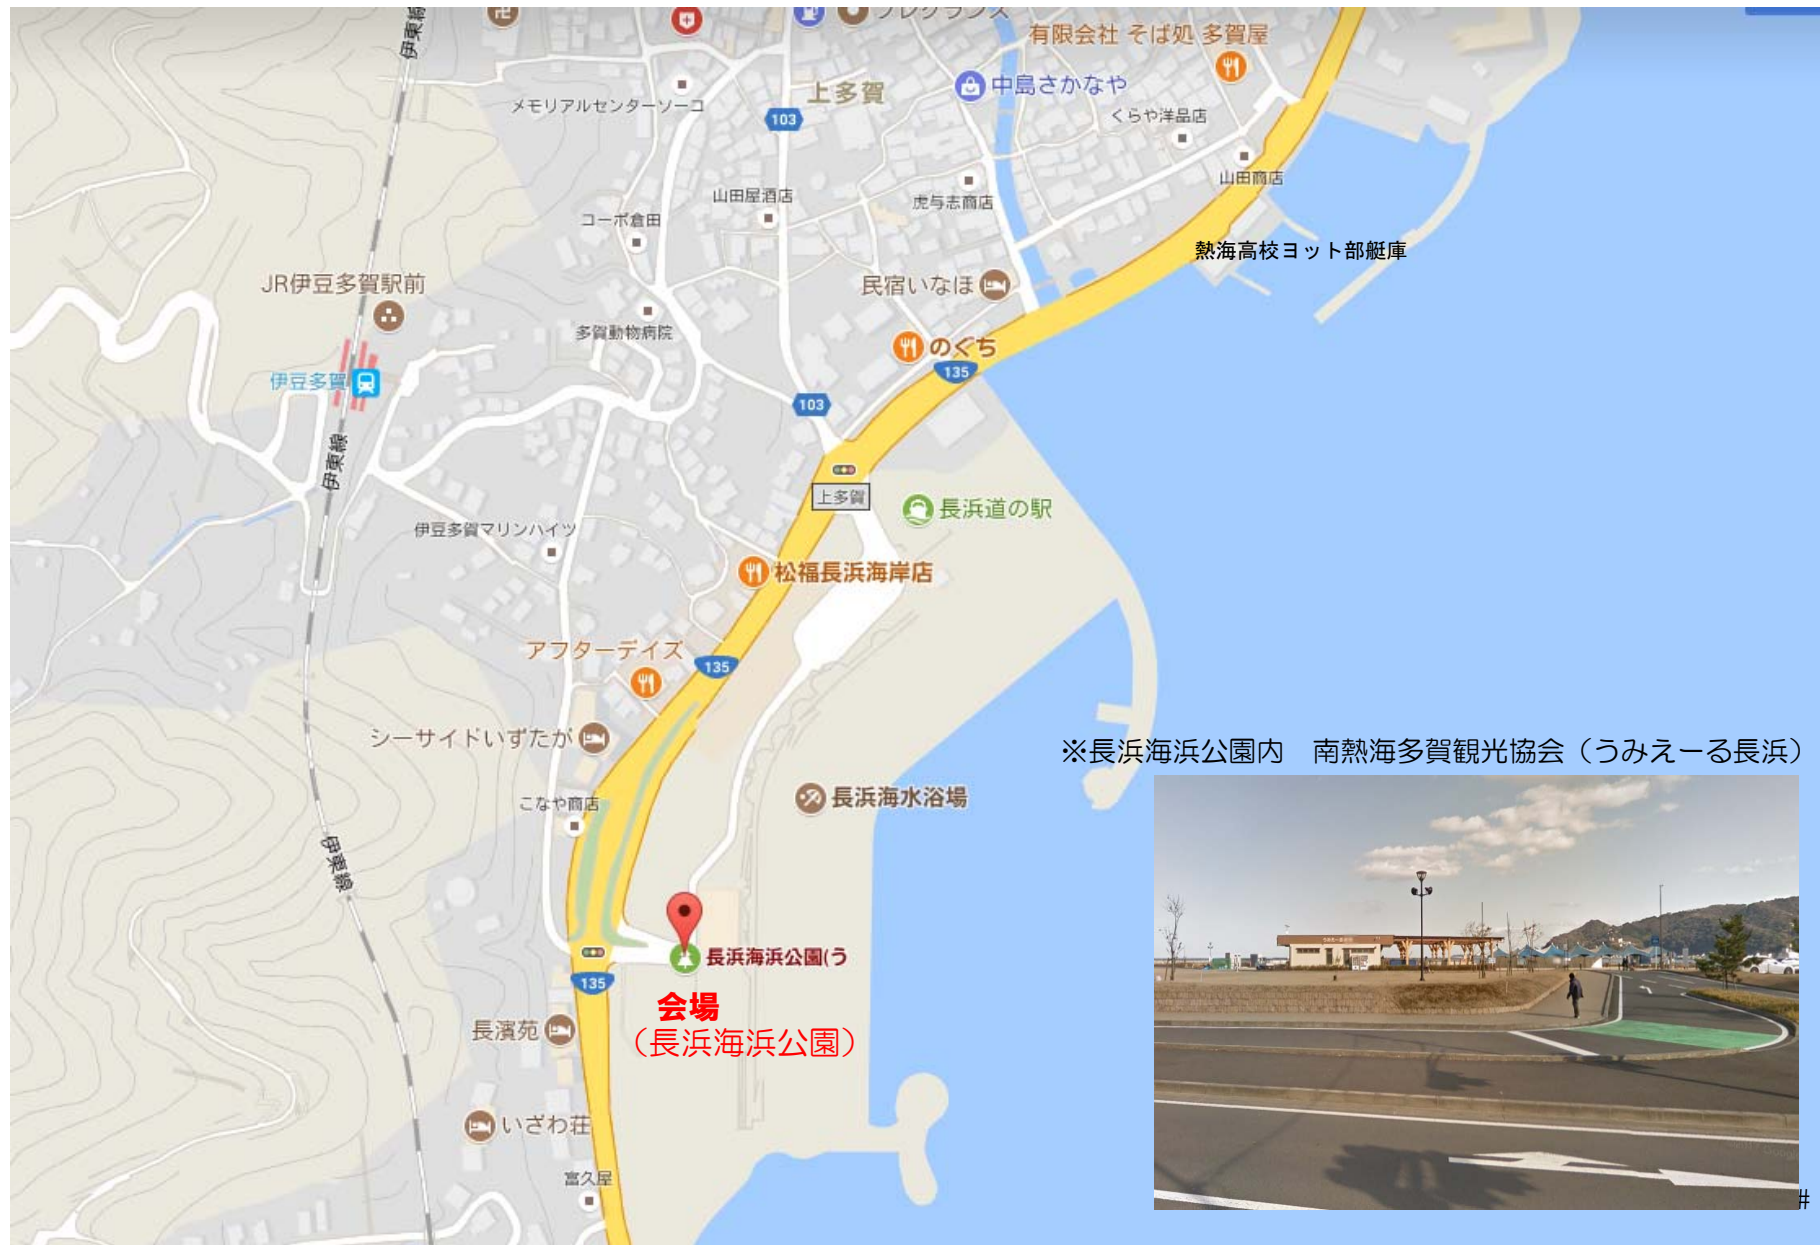 フレグランス
有限会社 そば処 多賀屋
中島さかなや
上多賀
メモリアルセンターソーコ
103
くらや洋品店
山田商店
山田屋酒店
虎与志商店
コーポ倉田
熱海高校ヨット部艇庫
JR伊豆多賀駅前
民宿いなほ
多賀動物病院
のぐち
135
伊豆多賀
103
伊東線
伊東線
上多賀
長浜道の駅
伊豆多賀マリンハイツ
松福長浜海岸店
アフターデイズ
135
シーサイドいずたが
※長浜海浜公園内　南熱海多賀観光協会（うみえーる長浜）
こなや商店
長浜海水浴場
伊東線
長浜海浜公園(う
135
会場
（長浜海浜公園）
長濱苑
いざわ荘
富久屋
#